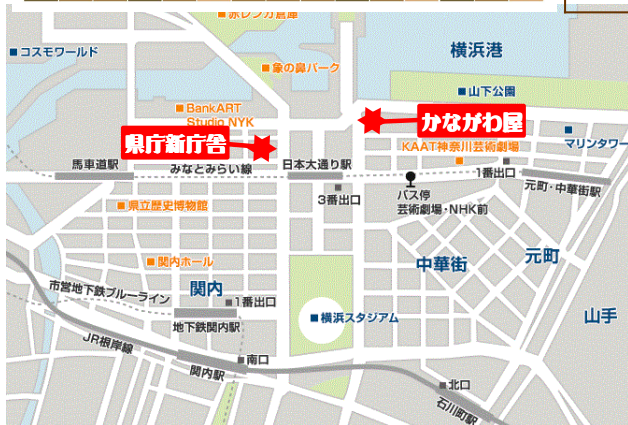 赤レンガ倉庫
コスモワールド
横浜港
象の鼻パーク
山下公園
BankART
Studio NYK
かながわ屋
県庁新庁舎
KAAT神奈川芸術劇場
マリンタワー
馬車道駅
みなとみらい線
日本大通り駅
1番出口
元町・中華街駅
3番出口
バス停
芸術劇場・NHK前
県立歴史博物館
関内ホール
中華街
元町
市営地下鉄ブルーライン
関内
1番出口
地下鉄関内駅
横浜スタジアム
山手
JR根岸線
関内駅
南口
北口
石川町駅